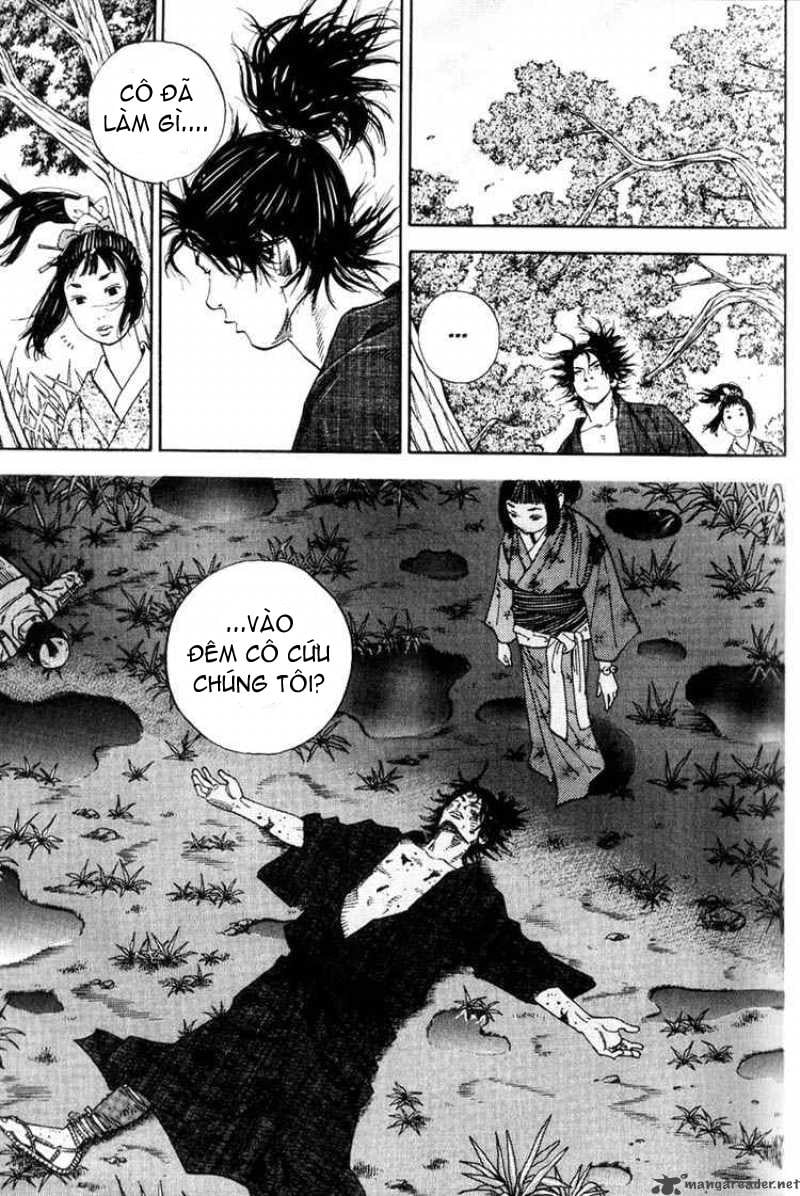 ...
CÔ ĐÃ
LÀM GÌ....
...VÀO
ĐÊM CÔ CỨU
CHÚNG TÔI?
mangareader.net